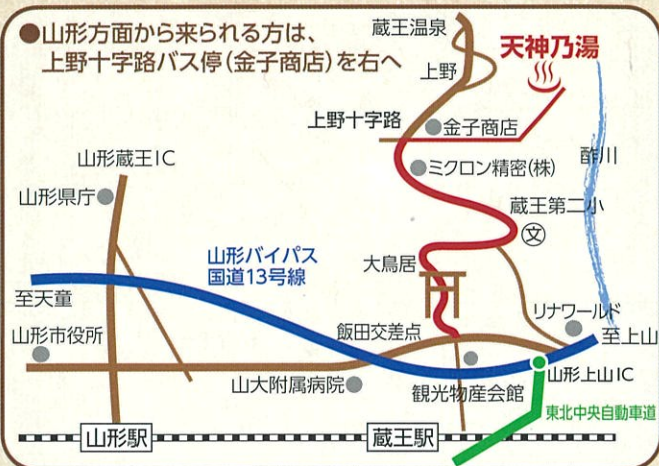 ●山形方面から来られる方は、
上野十字路バス停(金子商店)を右へ
蔵王温泉
上野
天神乃湯
上野十字路
金子商店
酢川
山形蔵王IC
ミクロン精密(株)
山形県庁
蔵王第二小
文
山形バイパス
国道13号線
大鳥居
至天童
リナワールド
山形市役所
飯田交差点
至上山
山大附属病院
観光物産会館
山形上山IC
東北中央自動車道
山形駅
蔵王駅